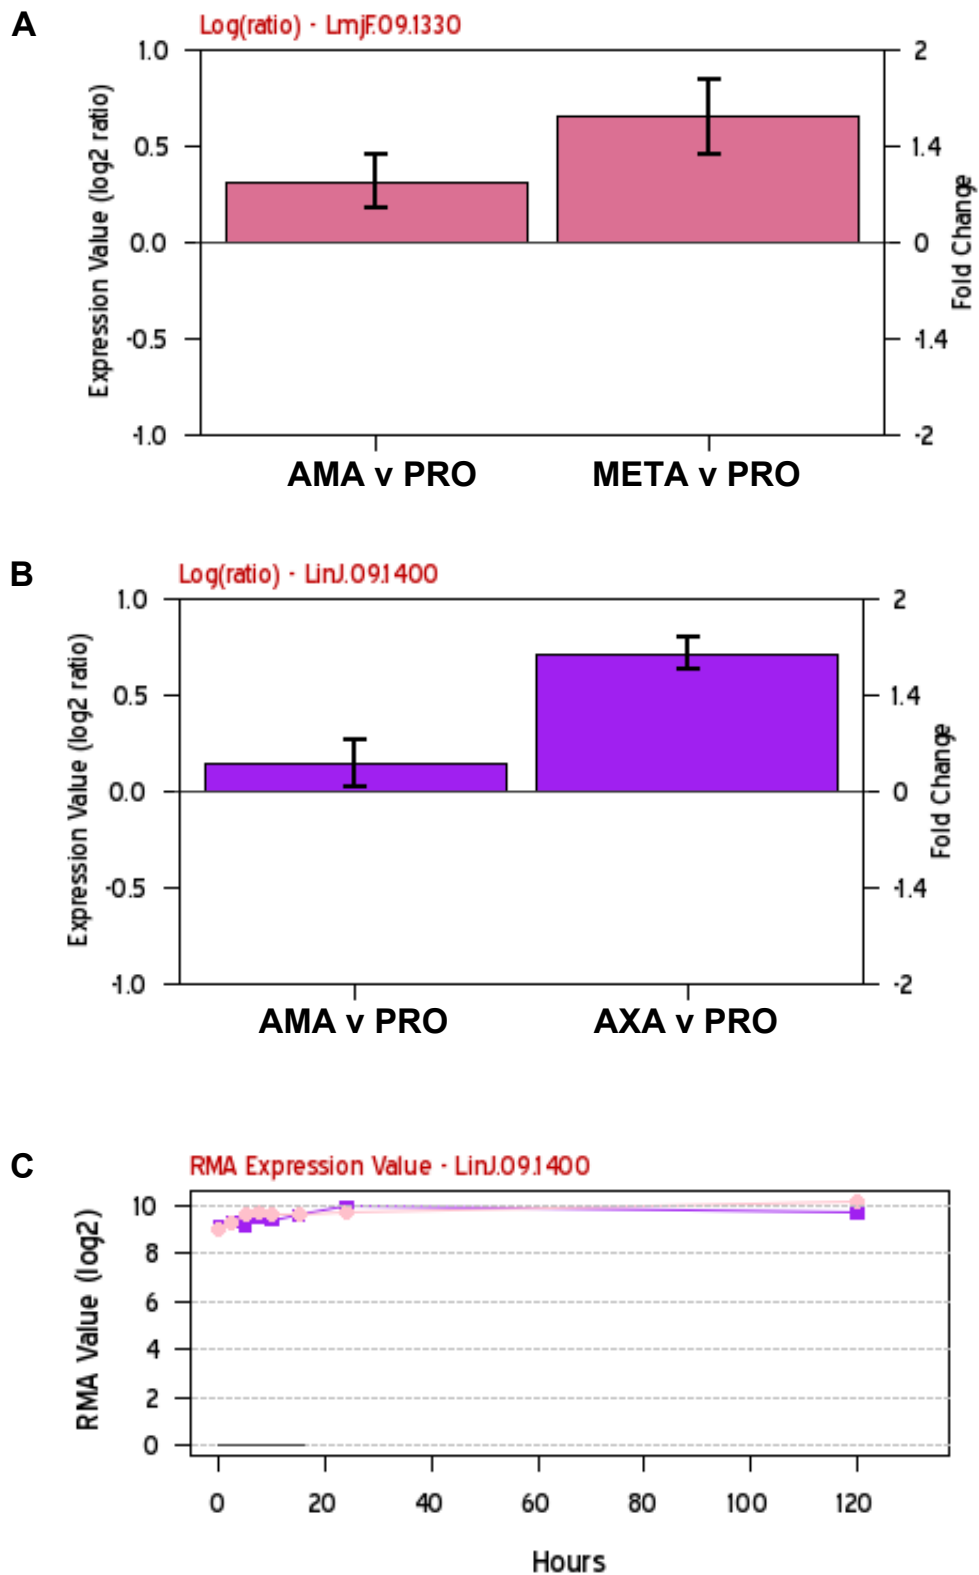 A
Log(ratio) - LmjF.09.1330
1.0
0.5
0.0
-0.5
-1.0
Expression Value (log2 ratio)
2
1.4
0
-1.4
-2
Fold Change
AMA v PRO
META v PRO
B
Log(ratio) - LinJ.09.1400
1.0
0.5
0.0
-0.5
-1.0
Expression Value (log2 ratio)
2
1.4
0
-1.4
-2
Fold Change
AMA v PRO
AXA v PRO
C
RMA Expression Value - LinJ.09.1400
RMA Value (log2)
10
8
6
4
2
0
0 20 40 60 80 100 120
Hours